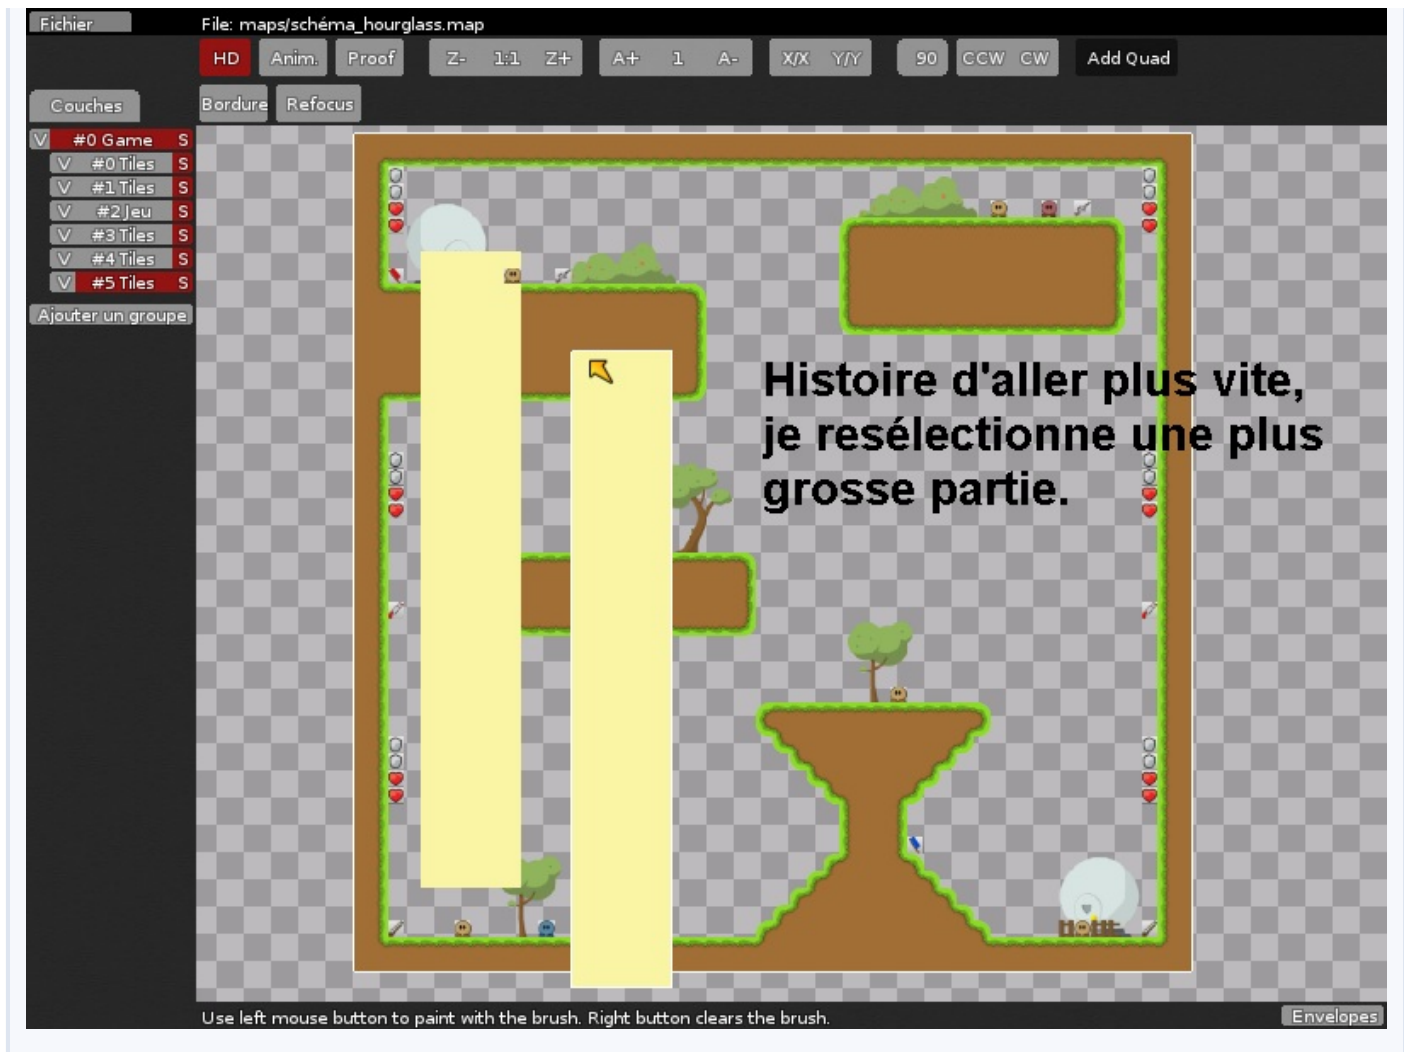 Fichier File: maps/schéma_hourglass.map
HD Anim. Proof Z- 1:1 Z+ A+ 1 A- X/X Y/Y 90 CCW CW Add Quad
Couches Bordure Refocus
V #0 Game S
V #0 Tiles S
V #1 Tiles S
V #2 Jeu S
V #3 Tiles S
V #4 Tiles S
V #5 Tiles S
Ajouter un groupe
Histoire d'aller plus vite,
je resélectionne une plus
grosse partie.
Use left mouse button to paint with the brush. Right button clears the brush. Envelopes